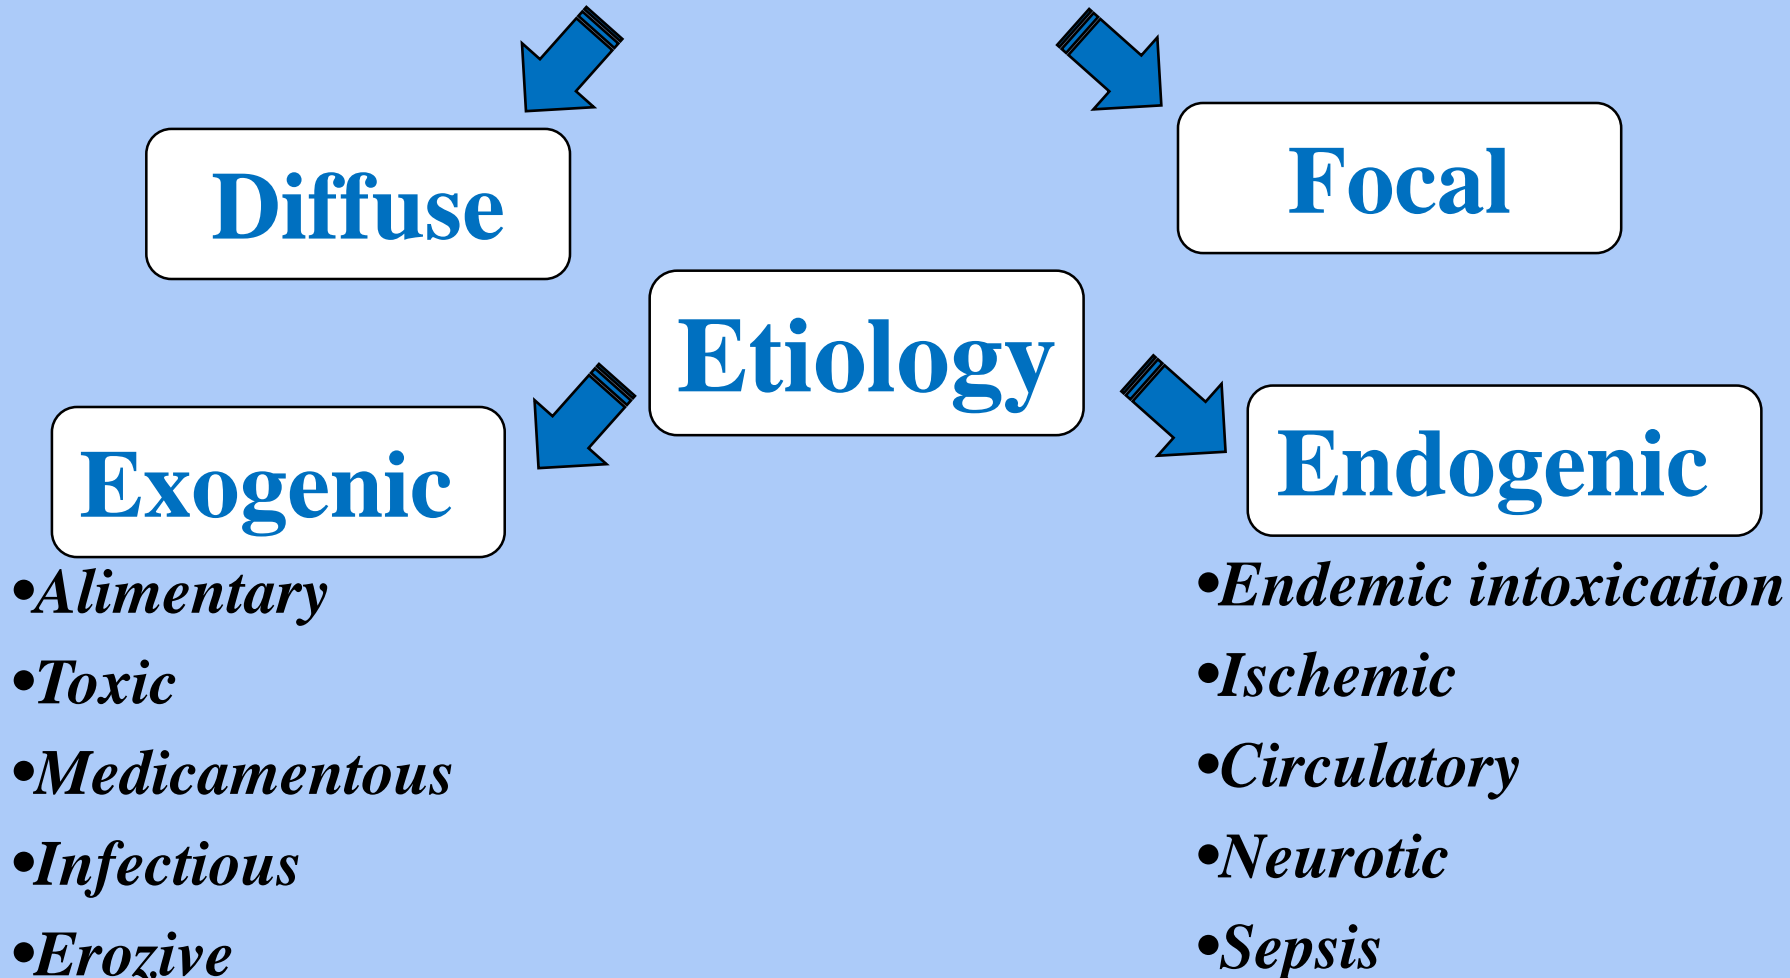 Diffuse
Focal
Etiology
Exogenic
•Alimentary
•Toxic
•Medicamentous
•Infectious
•Erozive
Endogenic
•Endemic intoxication
•Ischemic
•Circulatory
•Neurotic
•Sepsis